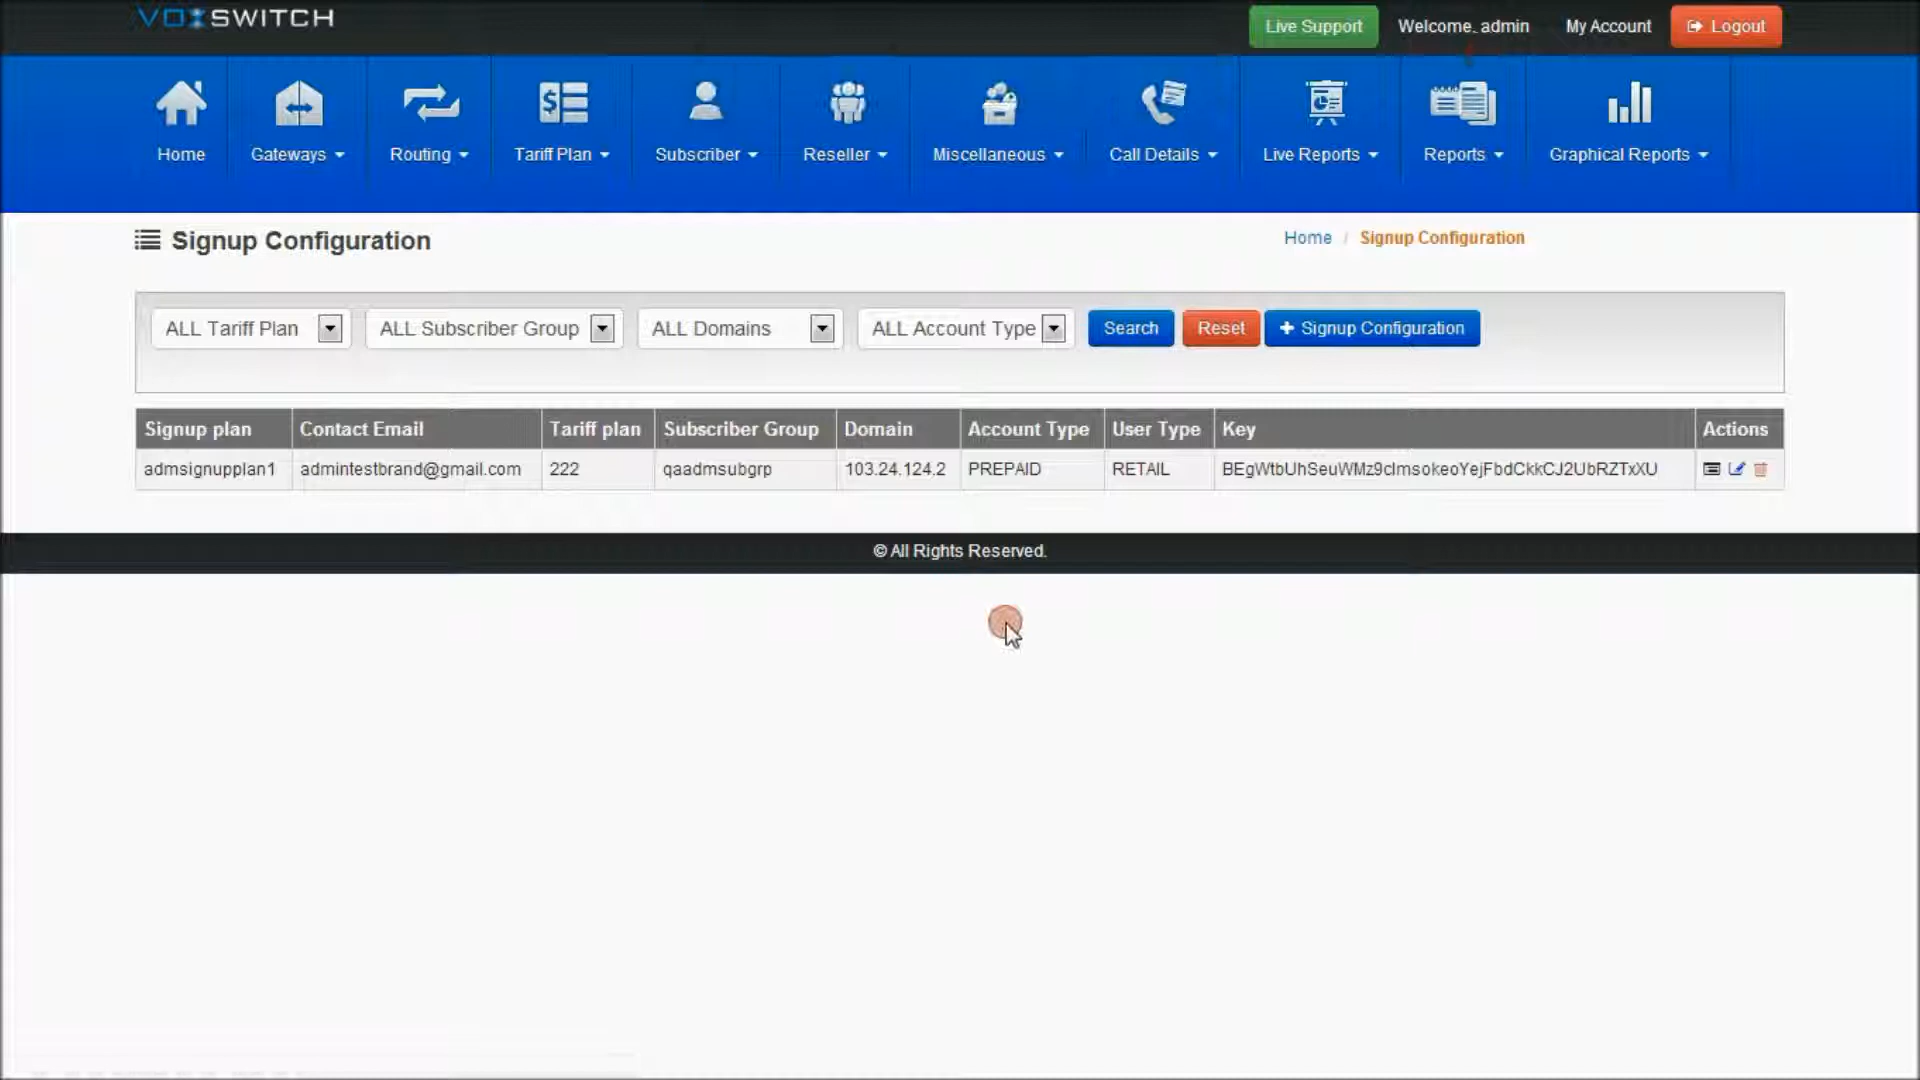 VOXSWITCH
Live Support Welcome, admin My Account Logout
Home Gateways Routing Tariff Plan Subscriber Reseller Miscellaneous Call Details Live Reports Reports Graphical Reports
Signup Configuration
Home / Signup Configuration
ALL Tariff Plan ALL Subscriber Group ALL Domains ALL Account Type Search Reset + Signup Configuration
Signup plan Contact Email Tariff plan Subscriber Group Domain Account Type User Type Key Actions
admsignupplan1 admintestbrand@gmail.com 222 qaadmsubgrp 103.24.124.2 PREPAID RETAIL BEgWtbUhSeuWMz9clmsokeoYejFbdCkkCJ2UbRZTxXU
© All Rights Reserved.